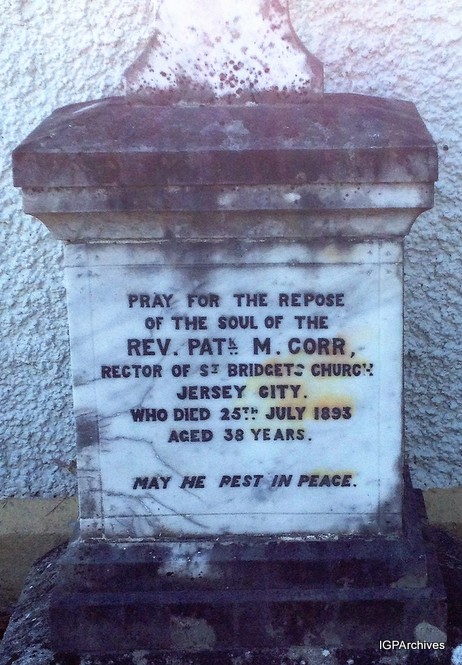 PRAY FOR THE REPOSE
OF THE SOUL OF THE
REV. PATK. M. CORR,
RECTOR OF ST BRIDGETS CHURCH
JERSEY CITY.
WHO DIED 25TH JULY 1893
AGED 38 YEARS.
MAY HE REST IN PEACE.
IGPArchives